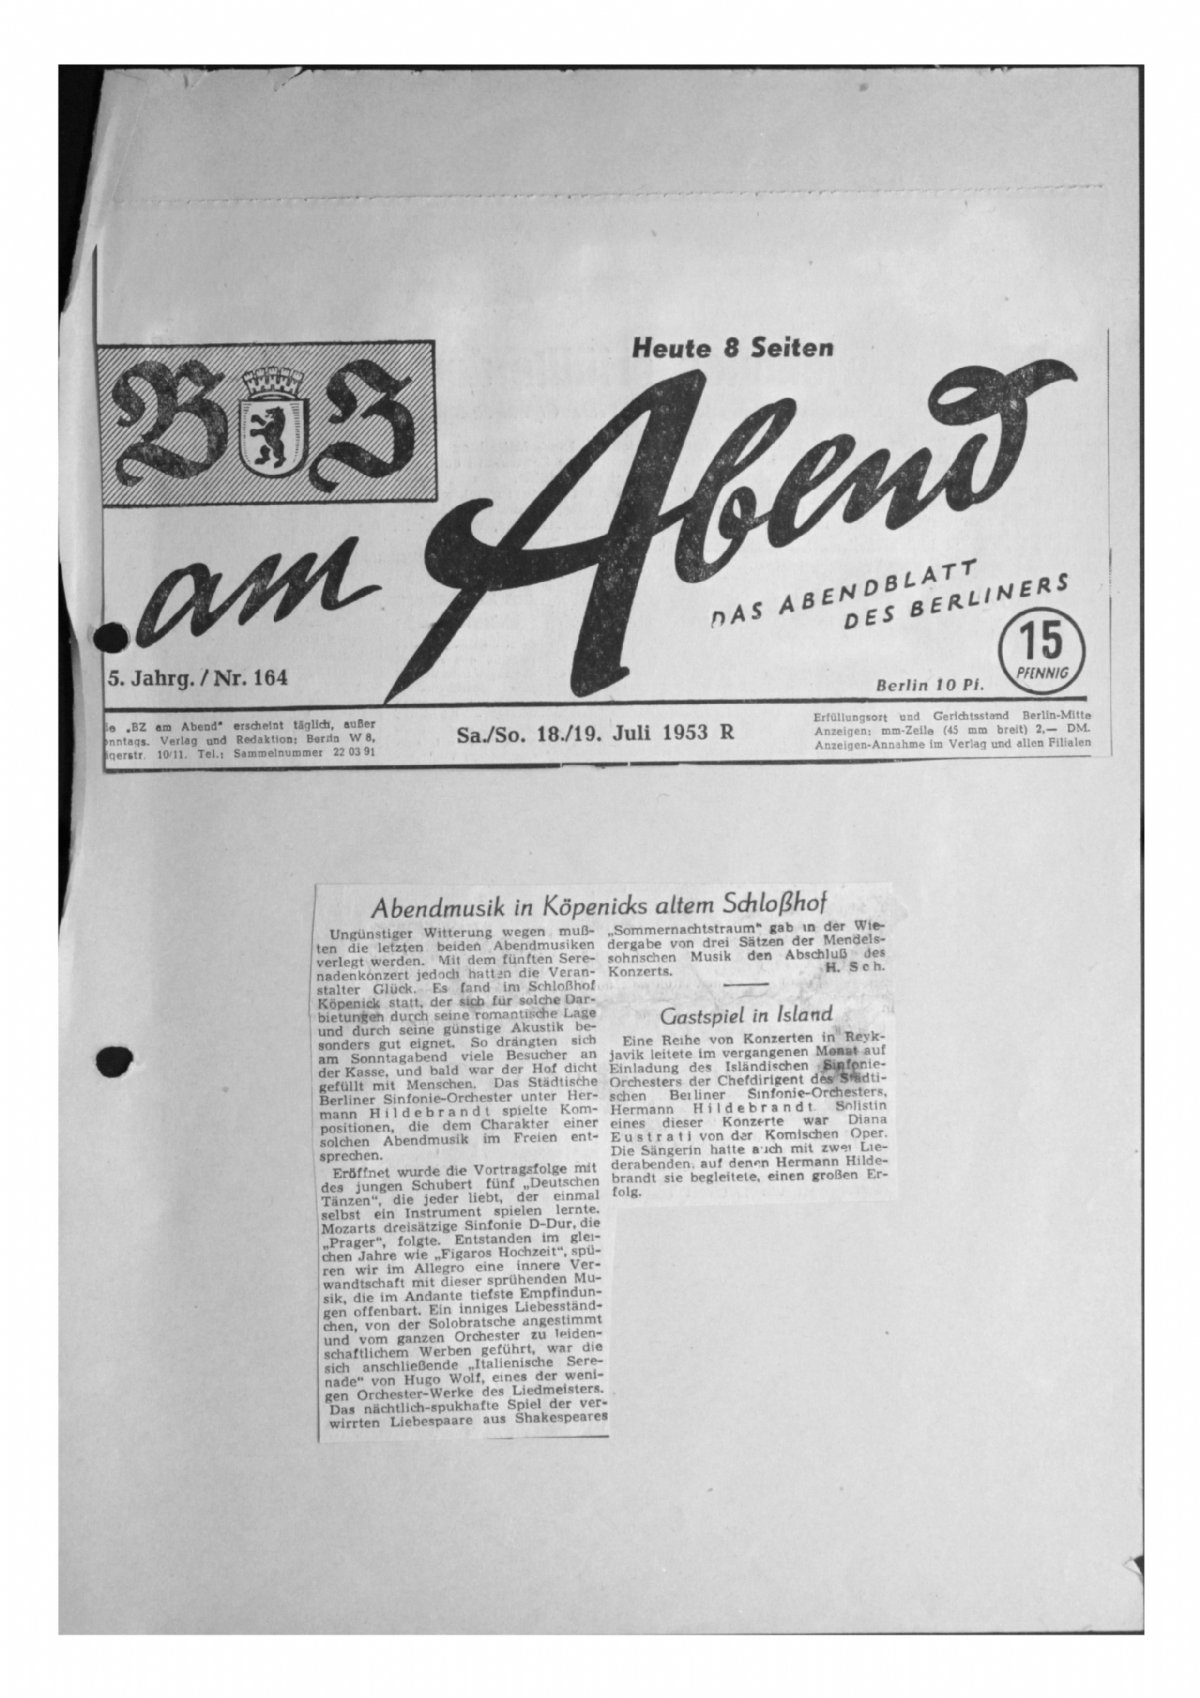 Heute 8 Seiten
BZ
am Abend
DAS ABENDBLATT
DES BERLINERS
15
PFENNIG
5. Jahrg. / Nr. 164
Berlin 10 Pf.
ie „BZ am Abend" erscheint täglich, außer
onntags. Verlag und Redaktion: Berlin W 8,
gerstr. 10/11. Tel.: Sammelnummer 22 03 91
Sa./So. 18./19. Juli 1953 R
Erfüllungsort und Gerichtsstand Berlin-Mitte
Anzeigen: mm-Zeile (45 mm breit) 2,— DM.
Anzeigen-Annahme im Verlag und allen Filialen
Abendmusik in Köpenicks altem Schloßhof
Ungünstiger Witterung wegen muß-
ten die letzten beiden Abendmusiken
verlegt werden. Mit dem fünften Sere-
nadenkonzert jedoch hatten die Veran-
stalter Glück. Es fand im Schloßhof
Köpenick statt, der sich für solche Dar-
bietungen durch seine romantische Lage
und durch seine günstige Akustik be-
sonders gut eignet. So drängten sich
am Sonntagabend viele Besucher an
der Kasse, und bald war der Hof dicht
gefüllt mit Menschen. Das Städtische
Berliner Sinfonie-Orchester unter Her-
mann Hildebrandt spielte Kom-
positionen, die dem Charakter einer
solchen Abendmusik im Freien ent-
sprechen.
Eröffnet wurde die Vortragsfolge mit
des jungen Schubert fünf „Deutschen
Tänzen", die jeder liebt, der einmal
selbst ein Instrument spielen lernte.
Mozarts dreisätzige Sinfonie D-Dur, die
„Prager", folgte. Entstanden im glei-
chen Jahre wie „Figaros Hochzeit", spü-
ren wir im Allegro eine innere Ver-
wandtschaft mit dieser sprühenden Mu-
sik, die im Andante tiefste Empfindun-
gen offenbart. Ein inniges Liebesständ-
chen, von der Solobratsche angestimmt
und vom ganzen Orchester zu leiden-
schaftlichem Werben geführt, war die
sich anschließende „Italienische Sere-
nade" von Hugo Wolf, eines der weni-
gen Orchester-Werke des Liedmeisters.
Das nächtlich-spukhafte Spiel der ver-
wirrten Liebespaare aus Shakespeares
„Sommernachtstraum" gab in der Wie-
dergabe von drei Sätzen der Mendels-
sohnschen Musik den Abschluß des
Konzerts. H. Sch.
Gastspiel in Island
Eine Reihe von Konzerten in Reyk-
javik leitete im vergangenen Monat auf
Einladung des Isländischen Sinfonie-
Orchesters der Chefdirigent des Städti-
schen Berliner Sinfonie-Orchesters,
Hermann Hildebrandt. Solistin
eines dieser Konzerte war Diana
Eustrati von der Komischen Oper.
Die Sängerin hatte auch mit zwei Lie-
derabenden, auf denen Hermann Hilde-
brandt sie begleitete, einen großen Er-
folg.